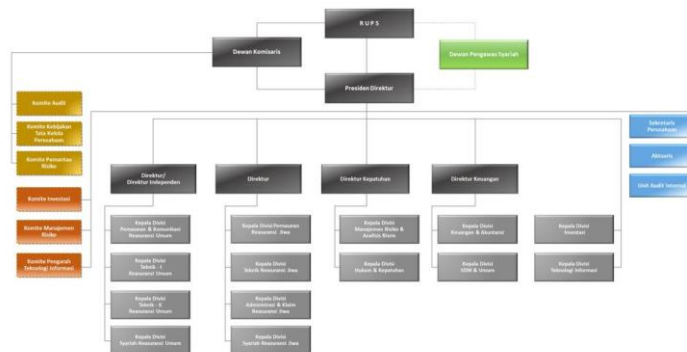 R U P S
Dewan Komisaris
Dewan Pengawas Syariah
Presiden Direktur
Komite Audit
Komite Kebijakan
Tata Kelola
Perusahaan
Komite Pemantau
Risiko
Sekretaris
Perusahaan
Aktuaris
Unit Audit Internal
Komite Investasi
Komite Manajemen
Risiko
Komite Pengarah
Teknologi Informasi
Direktur/
Direktur Independen
Direktur
Direktur Kepatuhan
Direktur Keuangan
Kepala Divisi
Pemasaran & Komunikasi
Reasuransi Umum
Kepala Divisi Pemasaran
Reasuransi Jiwa
Kepala Divisi
Manajemen Risiko &
Analisis Bisnis
Kepala Divisi
Keuangan & Akuntansi
Kepala Divisi
Investasi
Kepala Divisi
Teknik - I
Reasuransi Umum
Kepala Divisi
Teknik Reasuransi Jiwa
Kepala Divisi
Hukum & Kepatuhan
Kepala Divisi
SDM & Umum
Kepala Divisi
Teknologi Informasi
Kepala Divisi
Teknik - II
Reasuransi Umum
Kepala Divisi
Administrasi & Klaim
Reasuransi Jiwa
Kepala Divisi
Syariah Reasuransi Umum
Kepala Divisi
Syariah Reasuransi Jiwa